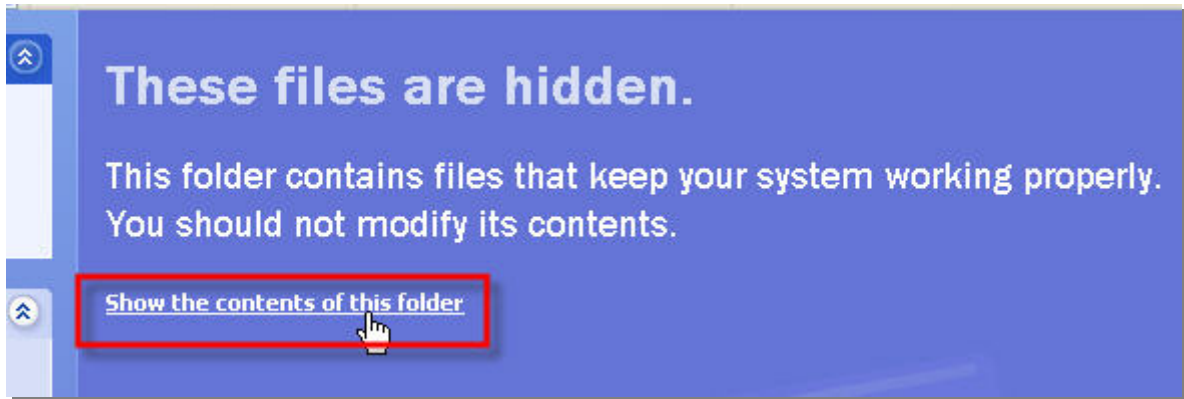 These files are hidden.
This folder contains files that keep your system working properly.
You should not modify its contents.
Show the contents of this folder